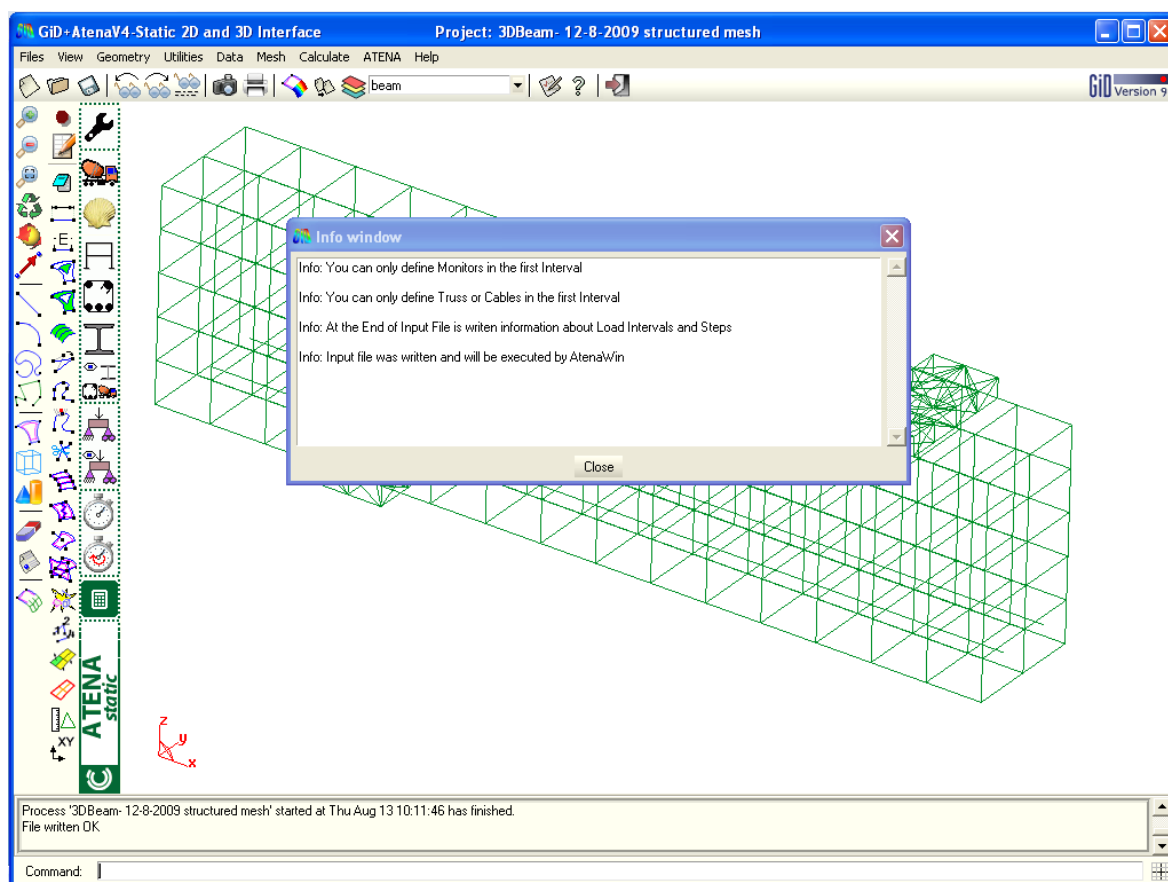 GiD+AtenaV4-Static 2D and 3D Interface Project: 3DBeam- 12-8-2009 structured mesh
Files View Geometry Utilities Data Mesh Calculate ATENA Help
beam
GiD Version 9
Info window
Info: You can only define Monitors in the first Interval
Info: You can only define Truss or Cables in the first Interval
Info: At the End of Input File is writen information about Load Intervals and Steps
Info: Input file was written and will be executed by AtenaWin
Close
E
XY
ATENA
static
z
y
x
Process '3DBeam- 12-8-2009 structured mesh' started at Thu Aug 13 10:11:46 has finished.
File written OK
Command: